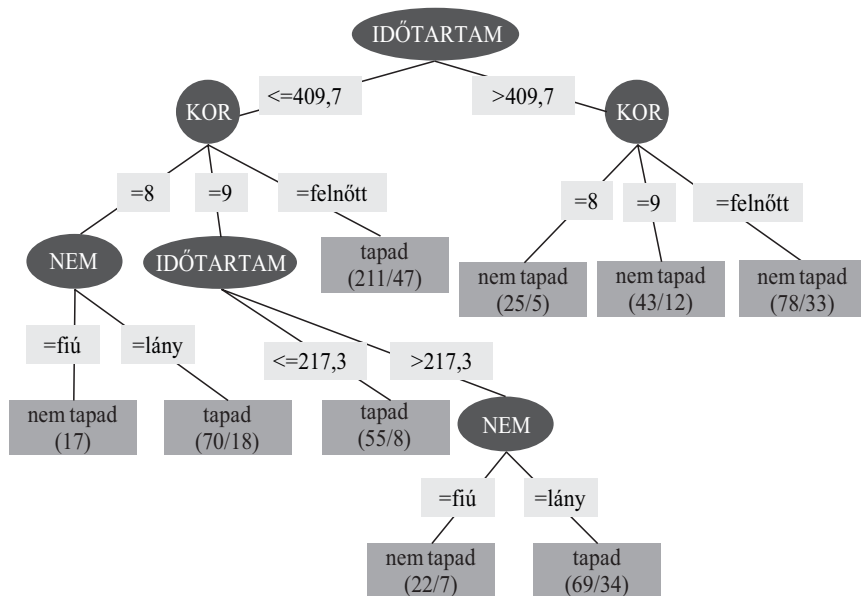 IDŐTARTAM
<=409,7
>409,7
KOR
KOR
=8
=9
=felnőtt
=8
=9
=felnőtt
NEM
IDŐTARTAM
tapad
(211/47)
nem tapad
(25/5)
nem tapad
(43/12)
nem tapad
(78/33)
=fiú
=lány
<=217,3
>217,3
nem tapad
(17)
tapad
(70/18)
tapad
(55/8)
NEM
=fiú
=lány
nem tapad
(22/7)
tapad
(69/34)